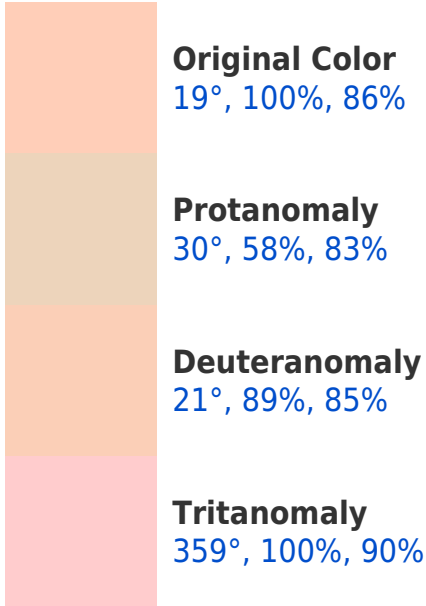 Original Color
19°, 100%, 86%
Protanomaly
30°, 58%, 83%
Deuteranomaly
21°, 89%, 85%
Tritanomaly
359°, 100%, 90%